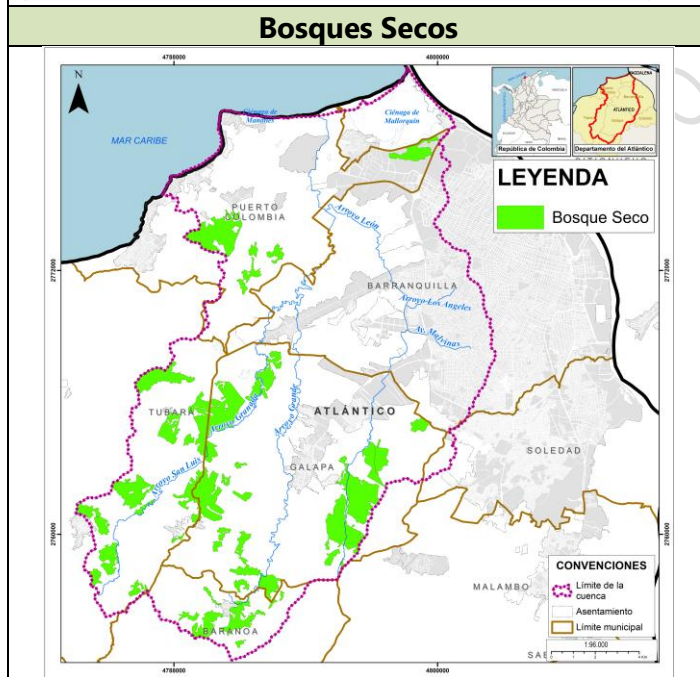 Bosques Secos
N
MAR CARIBE
Ciénaga de
Ciénaga de
Mallorquín
República de Colombia
ATLÁNTICO
Departamento del Atlántico
LEYENDA
Bosque Seco
PUERTO
COLOMBIA
Arroyo León
BARRANQUILLA
Arroyo Los Angeles
Av. Malvinas
TUBARÁ
Arroyo Granada
Arroyo Grande
ATLÁNTICO
GALAPA
SOLEDAD
Arroyo San Luis
MALAMBO
BARANOA
CONVENCIONES
Límite de la
cuenca
Asentamiento
Límite municipal
1:96.000
4788000
4800000
2772000
2760000
4788000
4800000
2772000
2760000